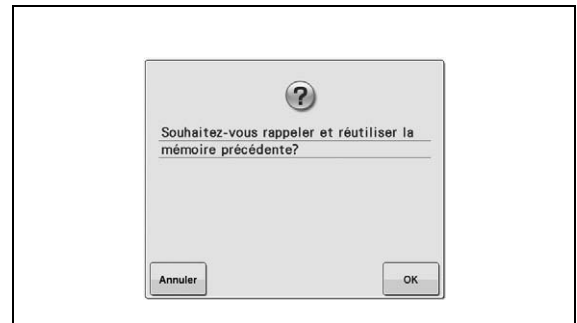 ?
Souhaitez-vous rappeler et réutiliser la
mémoire précédente?
Annuler
OK